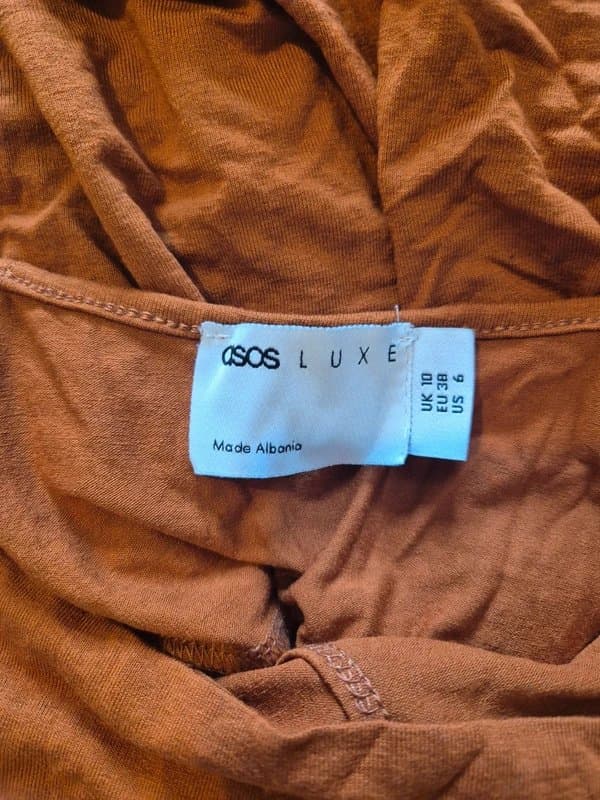 asos LUXE
Made Albania
UK 10
EU 38
US 6